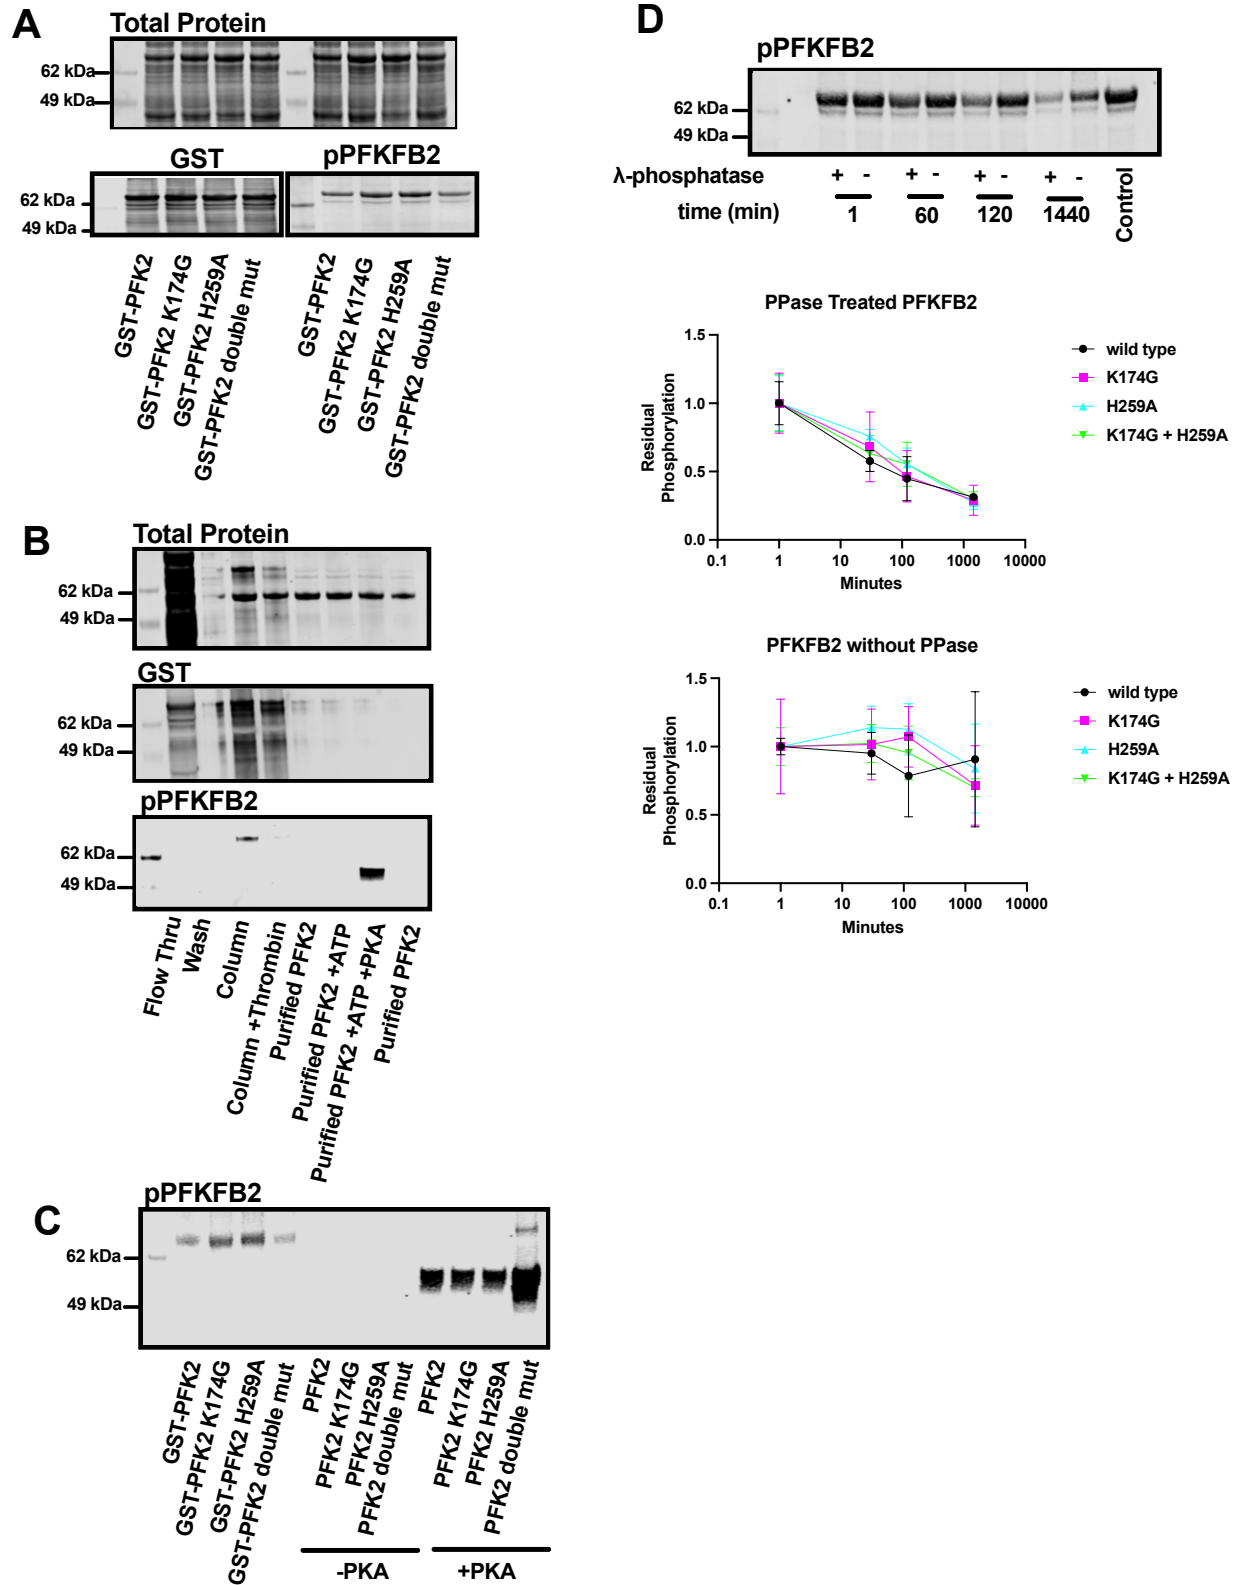 A
Total Protein
62 kDa
49 kDa
GST
pPFKFB2
62 kDa
49 kDa
GST-PFK2
GST-PFK2 K174G
GST-PFK2 H259A
GST-PFK2 double mut
GST-PFK2
GST-PFK2 K174G
GST-PFK2 H259A
GST-PFK2 double mut
B
Total Protein
62 kDa
49 kDa
GST
62 kDa
49 kDa
pPFKFB2
62 kDa
49 kDa
Flow Thru
Wash
Column
Column +Thrombin
Purified PFK2
Purified PFK2 +ATP
Purified PFK2 +ATP +PKA
Purified PFK2
C
pPFKFB2
62 kDa
49 kDa
GST-PFK2
GST-PFK2 K174G
GST-PFK2 H259A
GST-PFK2 double mut
PFK2
PFK2 K174G
PFK2 H259A
PFK2 double mut
PFK2
PFK2 K174G
PFK2 H259A
PFK2 double mut
-PKA
+PKA
D
pPFKFB2
62 kDa
49 kDa
λ-phosphatase + - + - + - + -
time (min) 1 60 120 1440
Control
PPase Treated PFKFB2
1.5
1.0
0.5
0.0
Residual
Phosphorylation
0.1 1 10 100 1000 10000
Minutes
wild type
K174G
H259A
K174G + H259A
PFKFB2 without PPase
1.5
1.0
0.5
0.0
Residual
Phosphorylation
0.1 1 10 100 1000 10000
Minutes
wild type
K174G
H259A
K174G + H259A